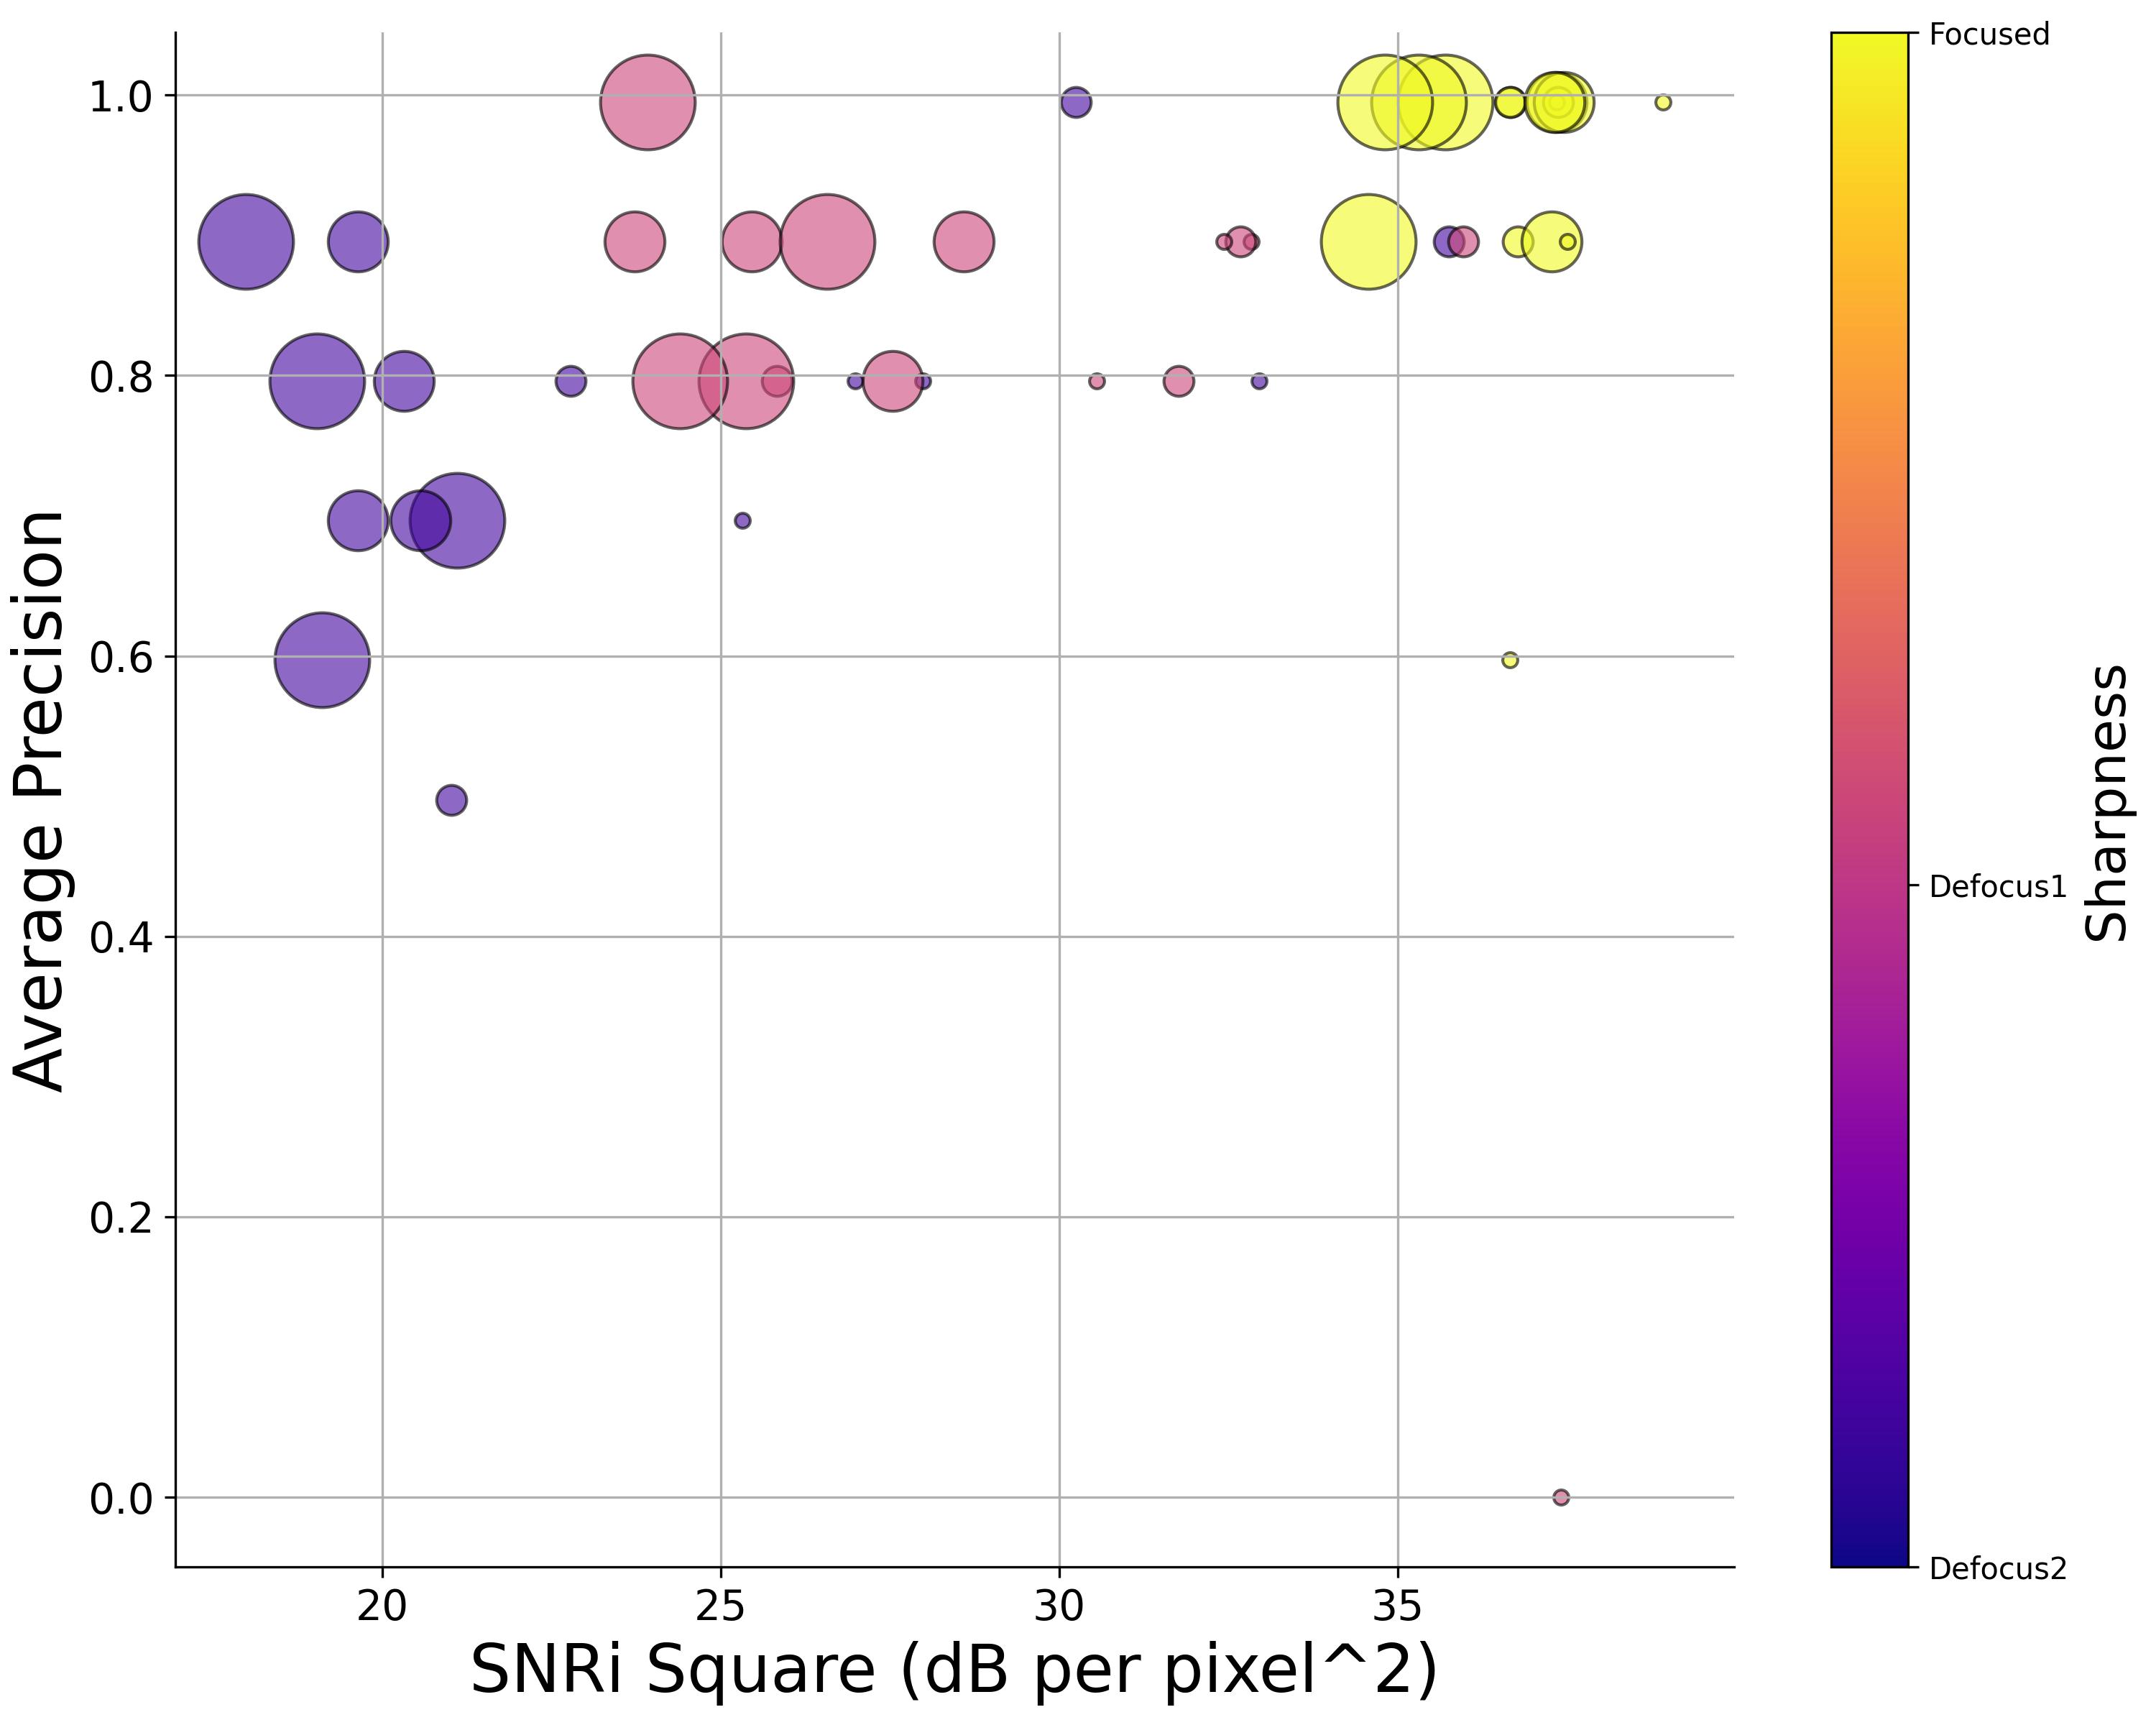 Average Precision
1.0
0.8
0.6
0.4
0.2
0.0
20 25 30 35
SNRi Square (dB per pixel^2)
Focused
Defocus1
Defocus2
Sharpness